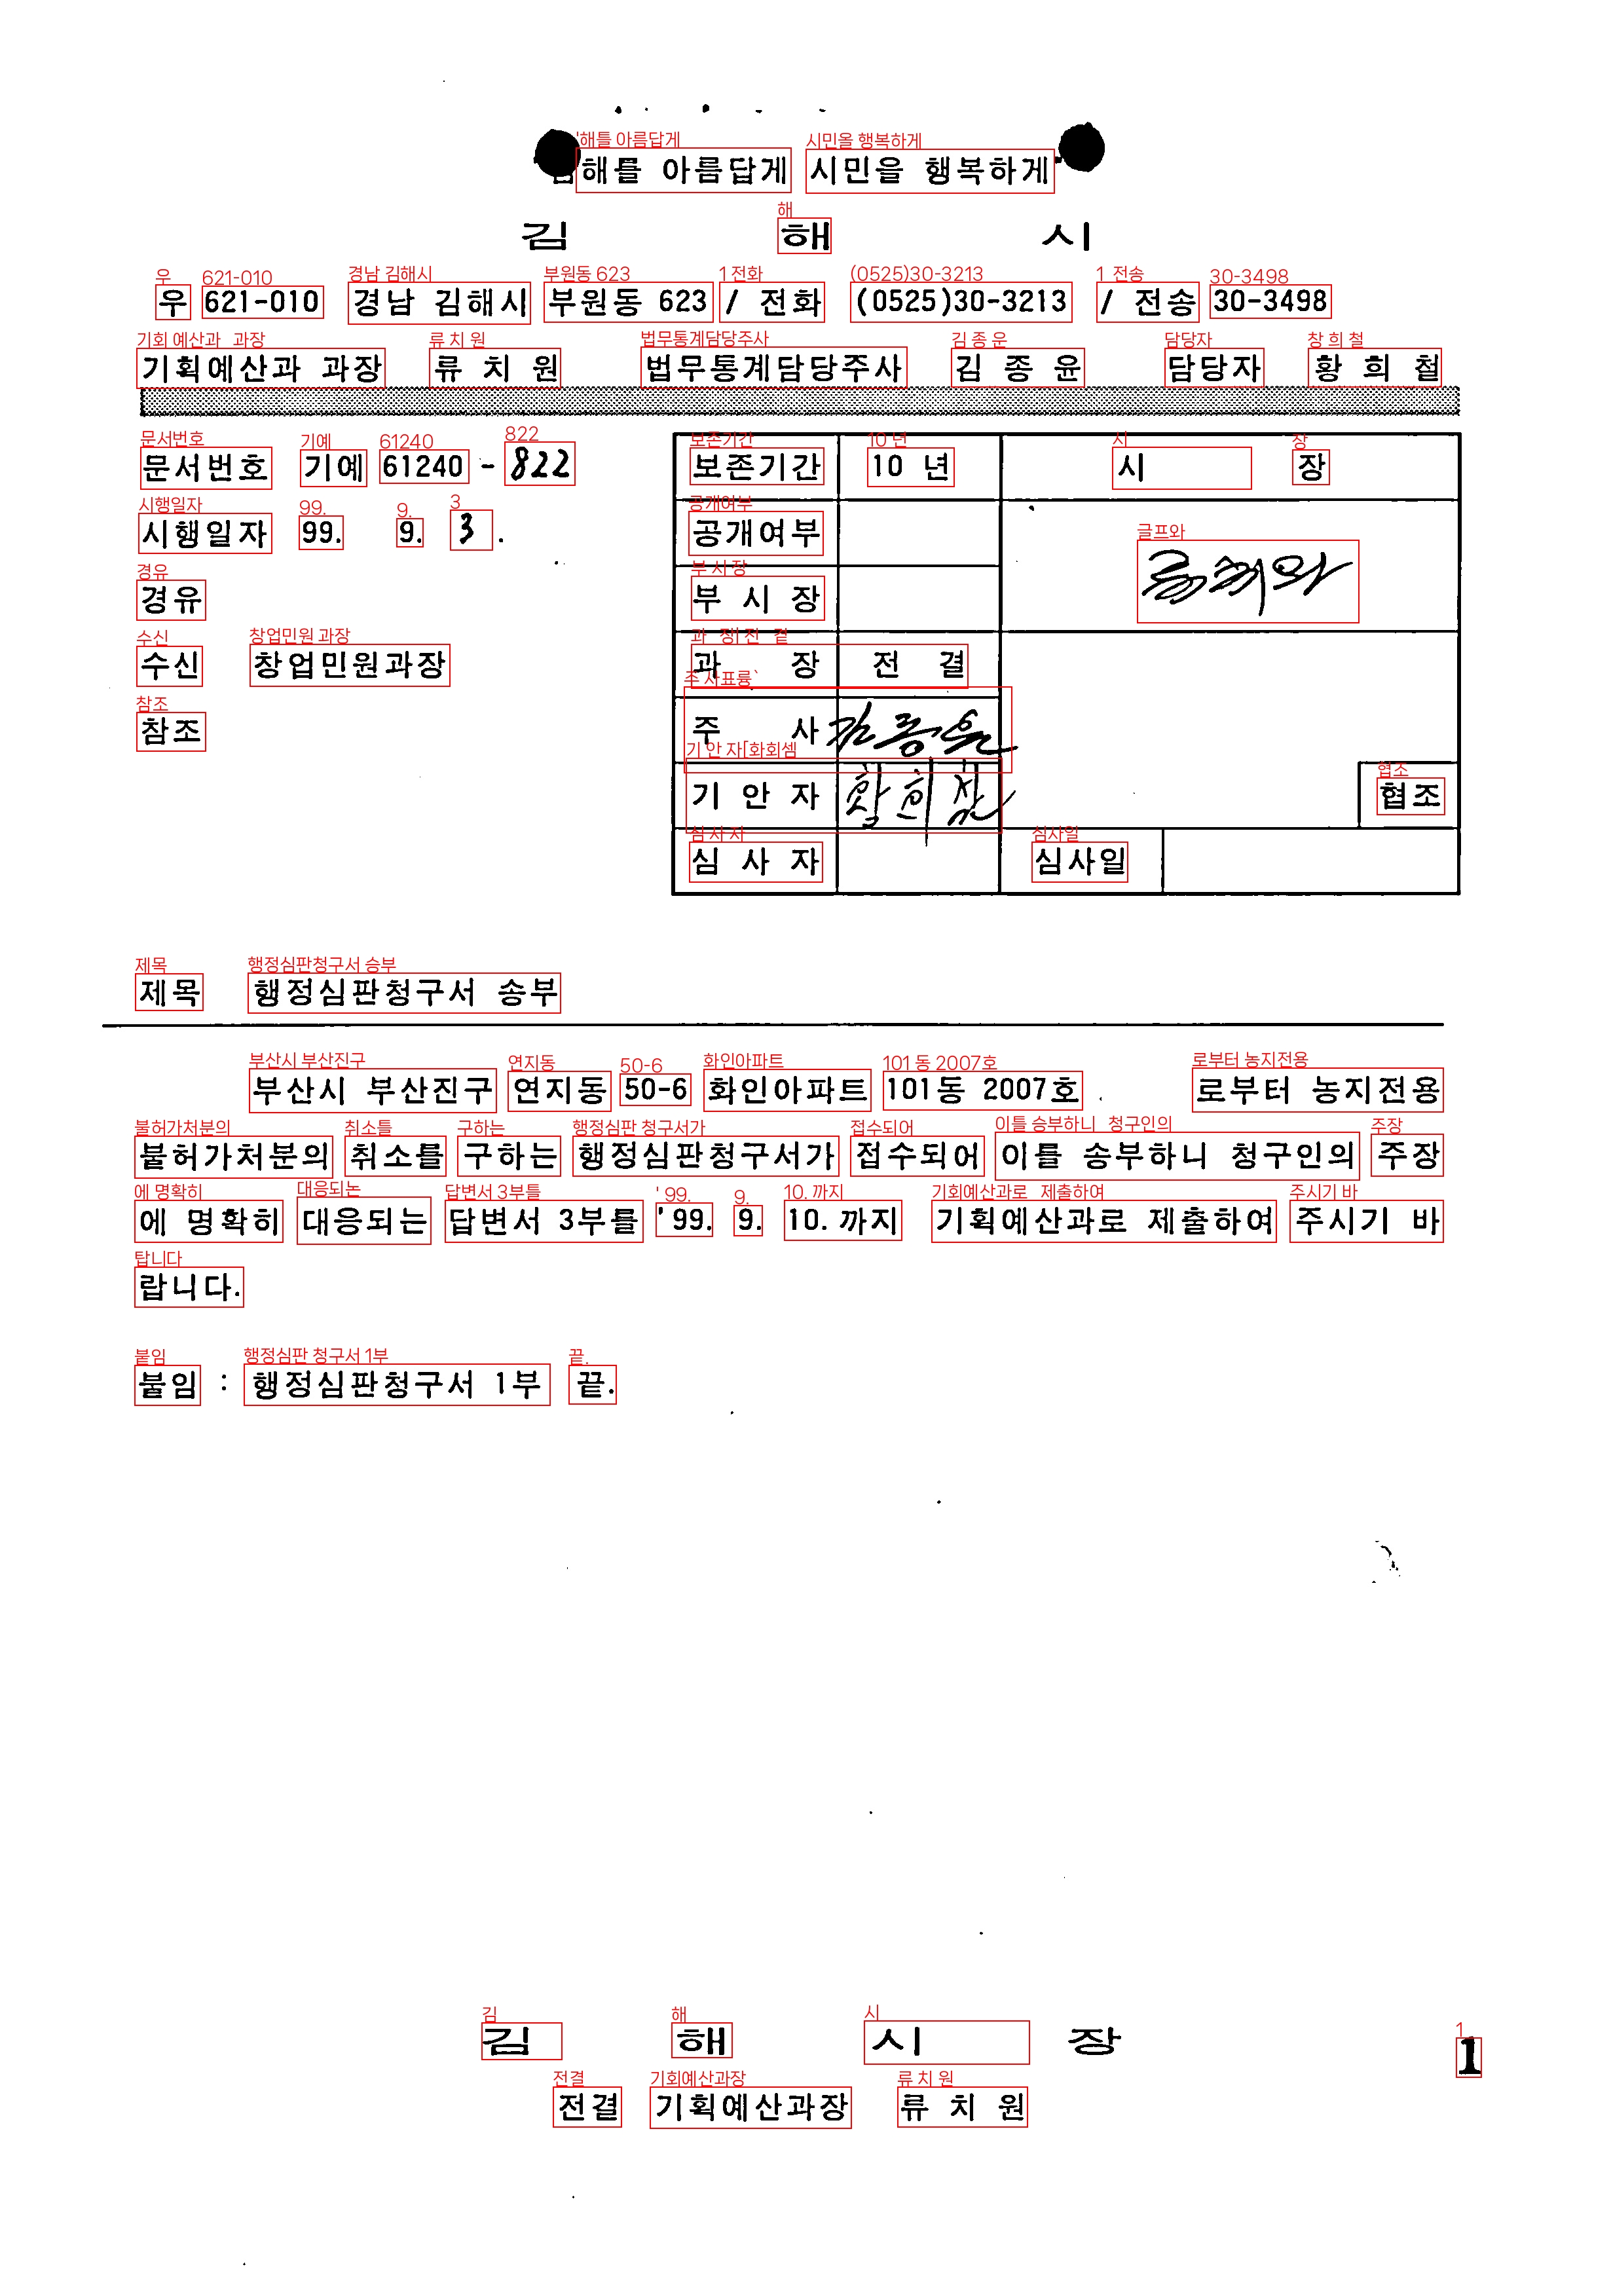 해를 아름답게 시민을 행복하게
김 해 시
우 621-010 경남 김해시 부원동 623 / 전화 (0525)30-3213 / 전송 30-3498
기획예산과 과장 류 치 원 법무통계담당주사 김 종 윤 담당자 황 희 철
문서번호 기예 61240 - 822
시행일자 99. 9. 3.
경유
수신 창업민원과장
참조
보존기간 10 년 시 장
공개여부
부 시 장
과 장 전 결
주 사
기 안 자
협조
심 사 자 심사일
제목 행정심판청구서 송부
부산시 부산진구 연지동 50-6 화인아파트 101동 2007호 로부터 농지전용
불허가처분의 취소를 구하는 행정심판청구서가 접수되어 이를 송부하니 청구인의 주장
에 명확히 대응되는 답변서 3부를 '99. 9. 10. 까지 기획예산과로 제출하여 주시기 바
랍니다.
붙임 : 행정심판청구서 1부 끝.
김 해 시 장
전결 기획예산과장 류 치 원
1